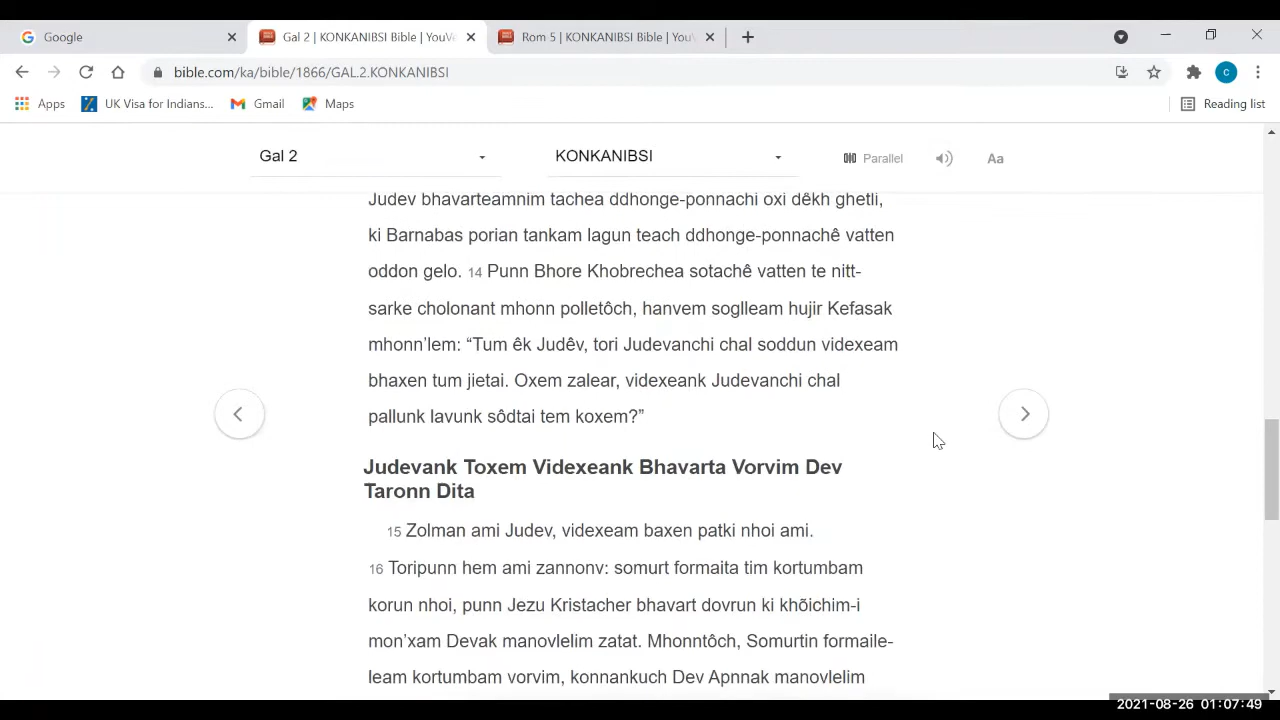 Google
Gal 2 | KONKANIBSI Bible | YouVe
Rom 5 | KONKANIBSI Bible | YouV
bible.com/ka/bible/1866/GAL.2.KONKANIBSI
c
Apps
UK Visa for Indians...
Gmail
Maps
Reading list
Gal 2
KONKANIBSI
Parallel
Aa
Judev bhavarteamnim tachea ddhonge-ponnachi oxi dêkh ghetli,
ki Barnabas porian tankam lagun teach ddhonge-ponnachê vatten
oddon gelo. 14 Punn Bhore Khobrechea sotachê vatten te nitt-
sarke cholonant mhonn polletôch, hanvem soglleam hujir Kefasak
mhonn’lem: “Tum êk Judêv, tori Judevanchi chal soddun videxeam
bhaxen tum jietai. Oxem zalear, videxeank Judevanchi chal
pallunk lavunk sôdtai tem koxem?”
Judevank Toxem Videxeank Bhavarta Vorvim Dev
Taronn Dita
15 Zolman ami Judev, videxeam baxen patki nhoi ami.
16 Toripunn hem ami zannonv: somurt formaita tim kortumbam
korun nhoi, punn Jezu Kristacher bhavart dovrun ki khõichim-i
mon’xam Devak manovlelim zatat. Mhonntôch, Somurtin formaile-
leam kortumbam vorvim, konnankuch Dev Apnnak manovlelim
2021-08-26 01:07:49